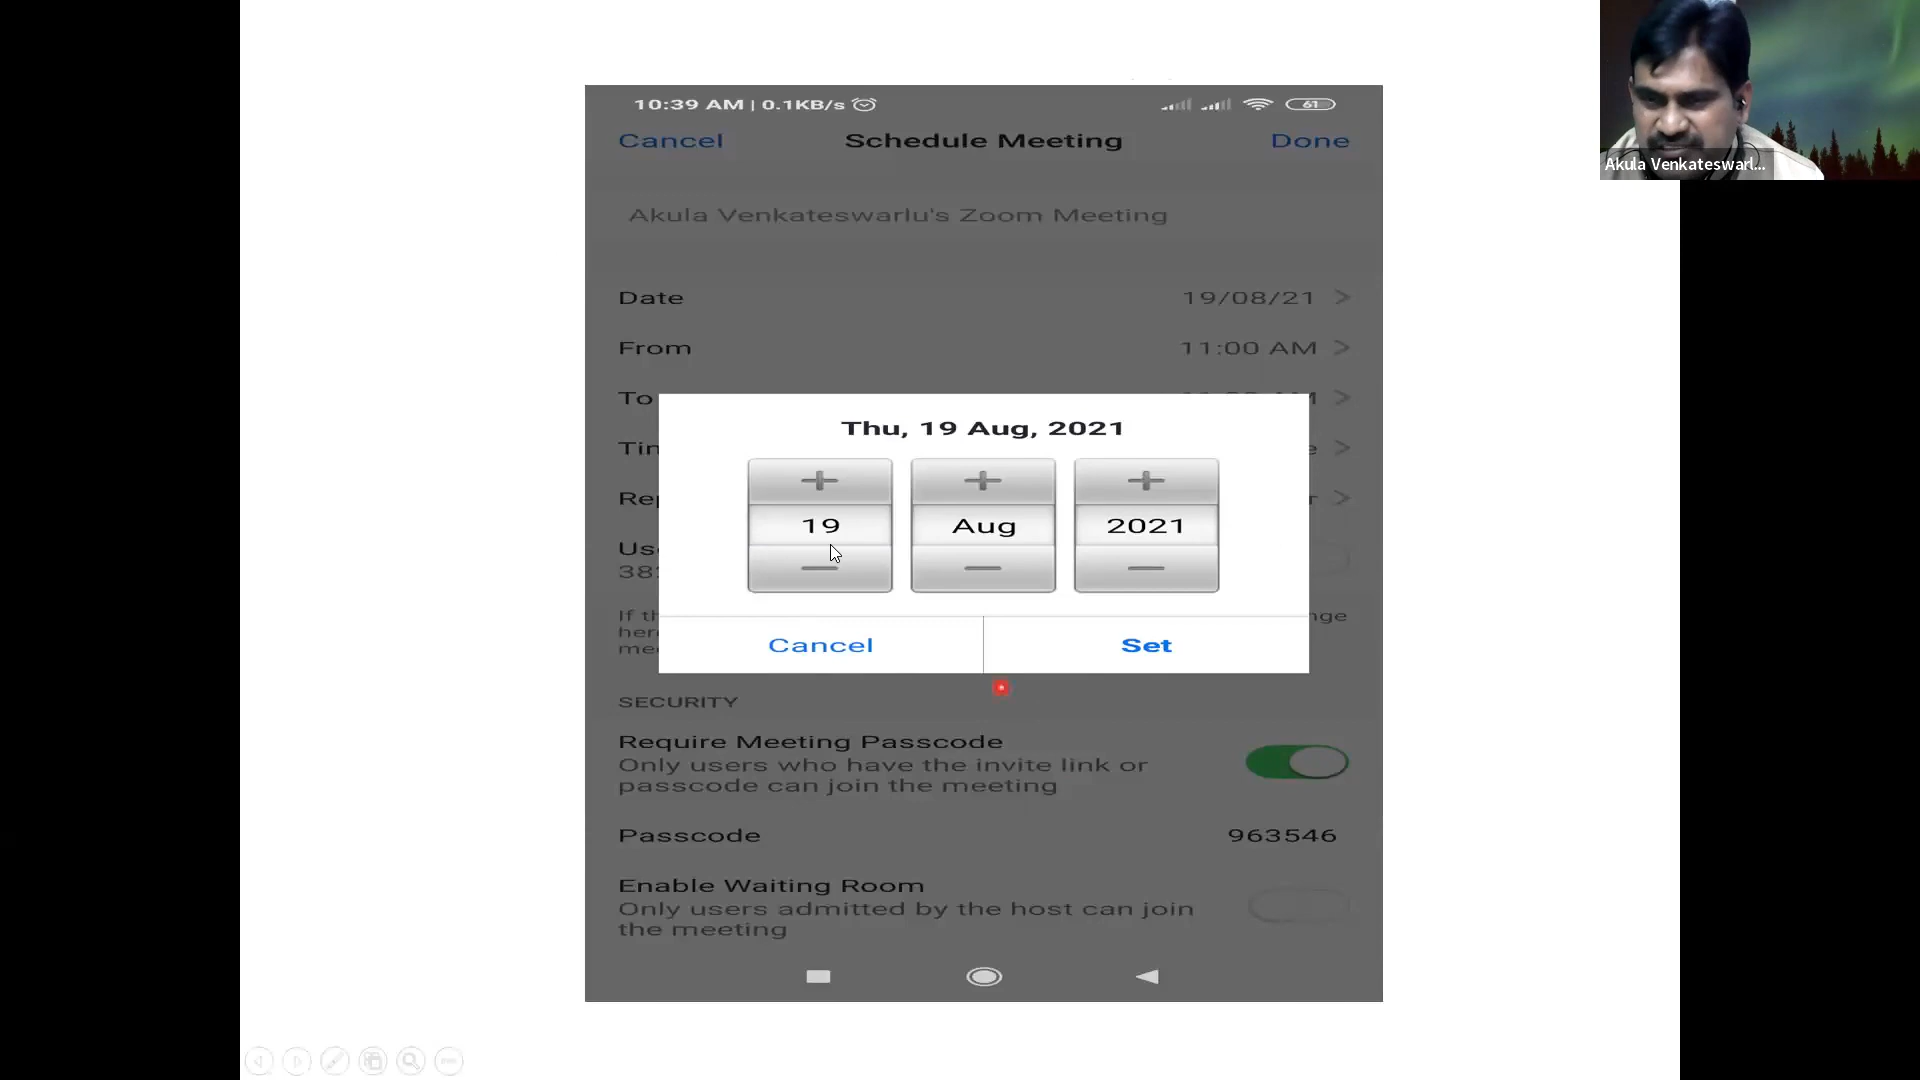 10:39 AM | 0.1KB/s
61
Cancel Schedule Meeting Done
Akula Venkateswarl...
Akula Venkateswarlu's Zoom Meeting
Date 19/08/21
From 11:00 AM
To
Thu, 19 Aug, 2021
+ + +
19 Aug 2021
— — —
Cancel Set
SECURITY
Require Meeting Passcode
Only users who have the invite link or
passcode can join the meeting
Passcode 963546
Enable Waiting Room
Only users admitted by the host can join
the meeting